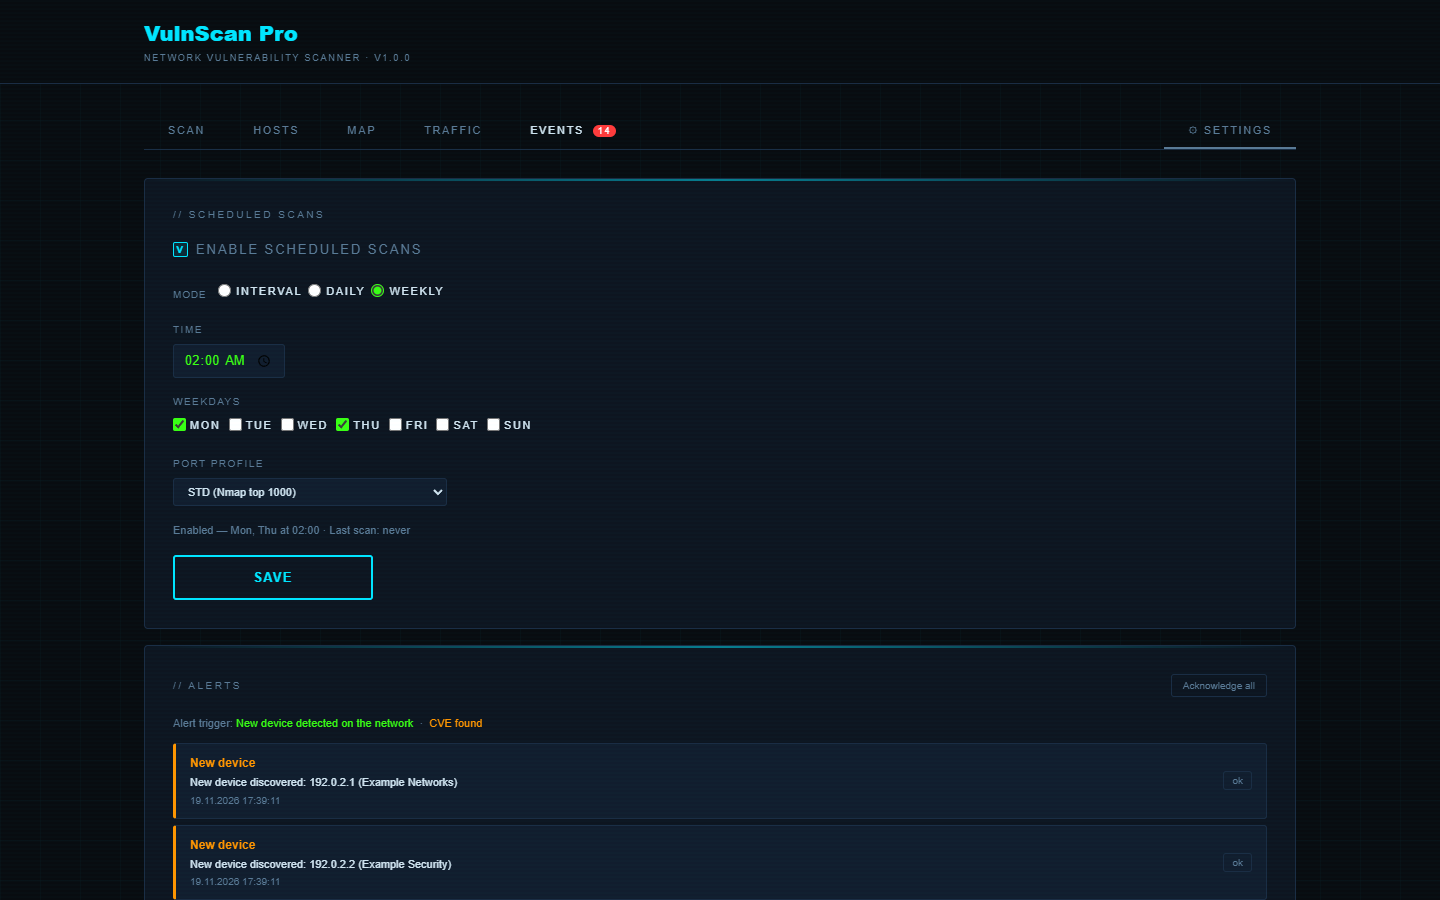 VulnScan Pro
NETWORK VULNERABILITY SCANNER · V1.0.0
SCAN HOSTS MAP TRAFFIC EVENTS 14 ⚙ SETTINGS
// SCHEDULED SCANS
V ENABLE SCHEDULED SCANS
MODE INTERVAL DAILY WEEKLY
TIME
02:00 AM
WEEKDAYS
MON TUE WED THU FRI SAT SUN
PORT PROFILE
STD (Nmap top 1000)
Enabled — Mon, Thu at 02:00 · Last scan: never
SAVE
// ALERTS Acknowledge all
Alert trigger: New device detected on the network · CVE found
New device
New device discovered: 192.0.2.1 (Example Networks) ok
19.11.2026 17:39:11
New device
New device discovered: 192.0.2.2 (Example Security) ok
19.11.2026 17:39:11